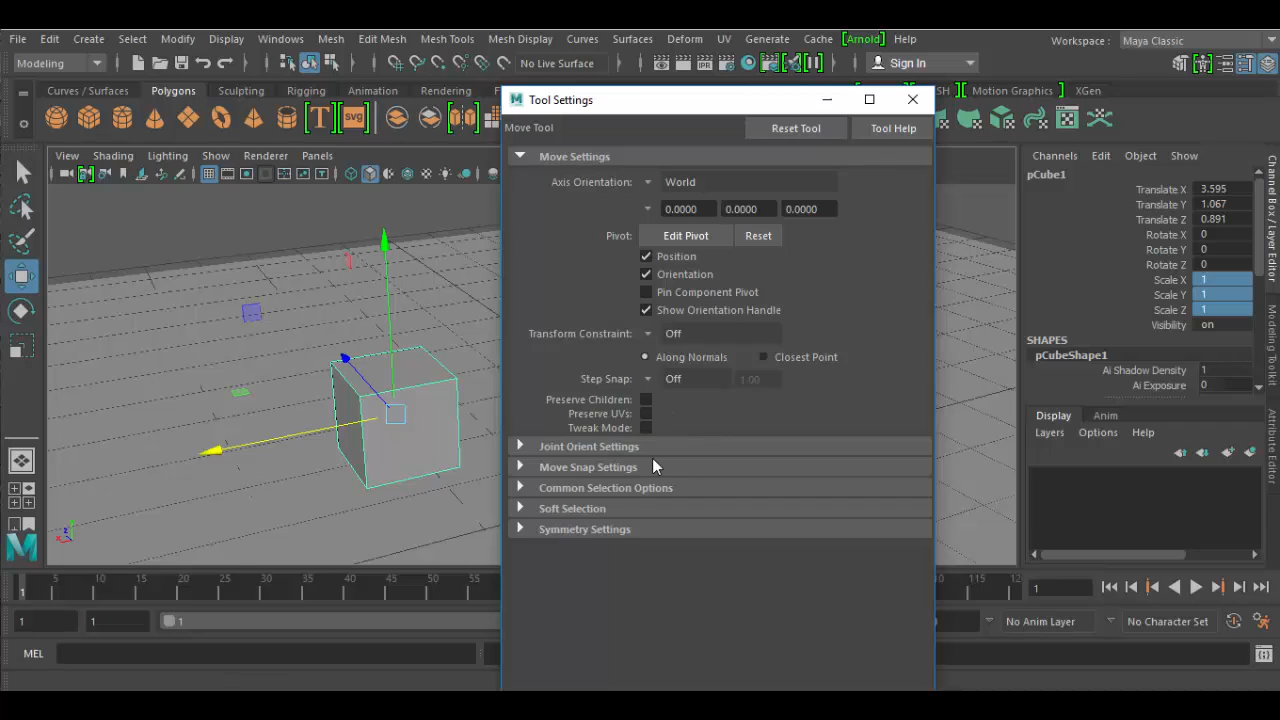 File Edit Create Select Modify Display Windows Mesh Edit Mesh Mesh Tools Mesh Display Curves Surfaces Deform UV Generate Cache [Arnold] Help
Workspace : Maya Classic
Modeling
No Live Surface
Sign In
Curves / Surfaces Polygons Sculpting Rigging Animation Rendering
Motion Graphics XGen
T
svg
IPR
M Tool Settings
Move Tool
Reset Tool
Tool Help
Move Settings
Axis Orientation: World
0.0000 0.0000 0.0000
Pivot: Edit Pivot Reset
Position
Orientation
Pin Component Pivot
Show Orientation Handle
Transform Constraint: Off
Along Normals Closest Point
Step Snap: Off 1.00
Preserve Children:
Preserve UVs:
Tweak Mode:
Joint Orient Settings
Move Snap Settings
Common Selection Options
Soft Selection
Symmetry Settings
View Shading Lighting Show Renderer Panels
Channels Edit Object Show
pCube1
Translate X 3.595
Translate Y 1.067
Translate Z 0.891
Rotate X 0
Rotate Y 0
Rotate Z 0
Scale X 1
Scale Y 1
Scale Z 1
Visibility on
SHAPES
pCubeShape1
Ai Shadow Density 1
Ai Exposure 0
Display Anim
Layers Options Help
Channel Box / Layer Editor
Modeling Toolkit
Attribute Editor
5 10 15 20 25 30 35 40 45 50 55
95 100 105 110 115 12
1
1
1 1 1
No Anim Layer
No Character Set
MEL